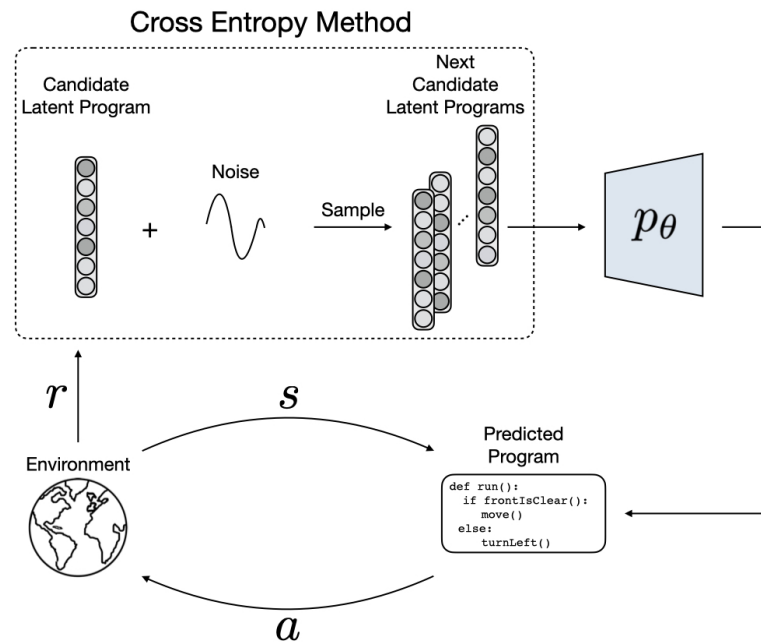 Cross Entropy Method
Candidate
Latent Program
+
Noise
Sample
Next
Candidate
Latent Programs
...
p_θ
r
s
Environment
Predicted
Program
def run():
  if frontIsClear():
    move()
  else:
    turnLeft()
a